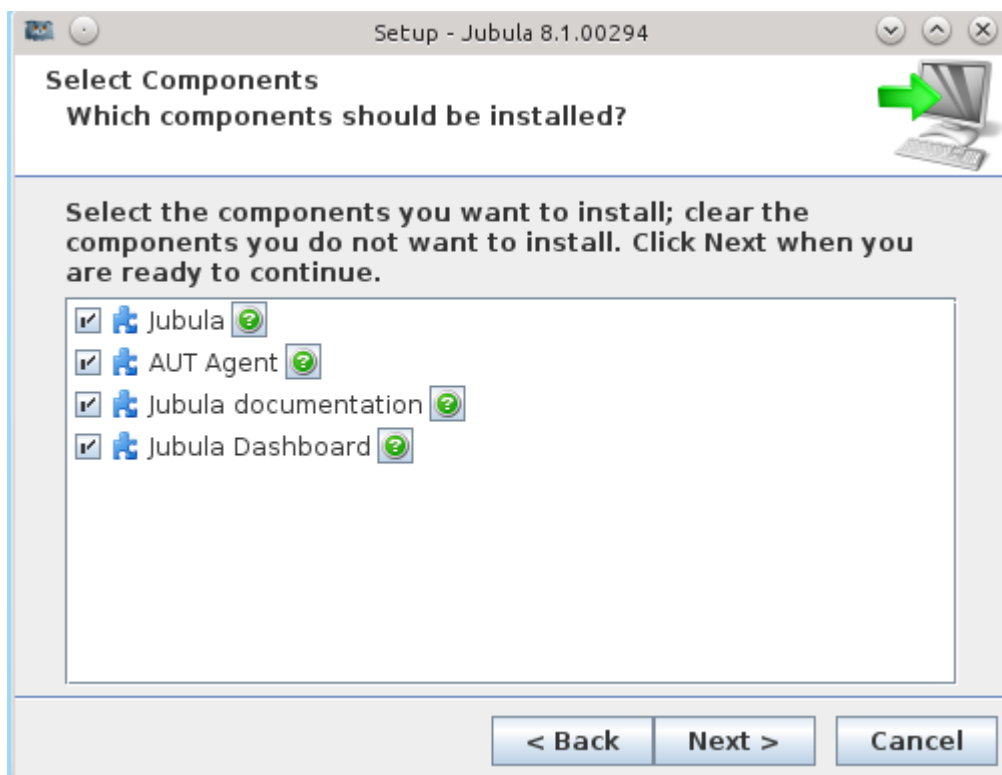 Setup - Jubula 8.1.00294
Select Components
Which components should be installed?
Select the components you want to install; clear the
components you do not want to install. Click Next when you
are ready to continue.
Jubula
AUT Agent
Jubula documentation
Jubula Dashboard
< Back
Next >
Cancel